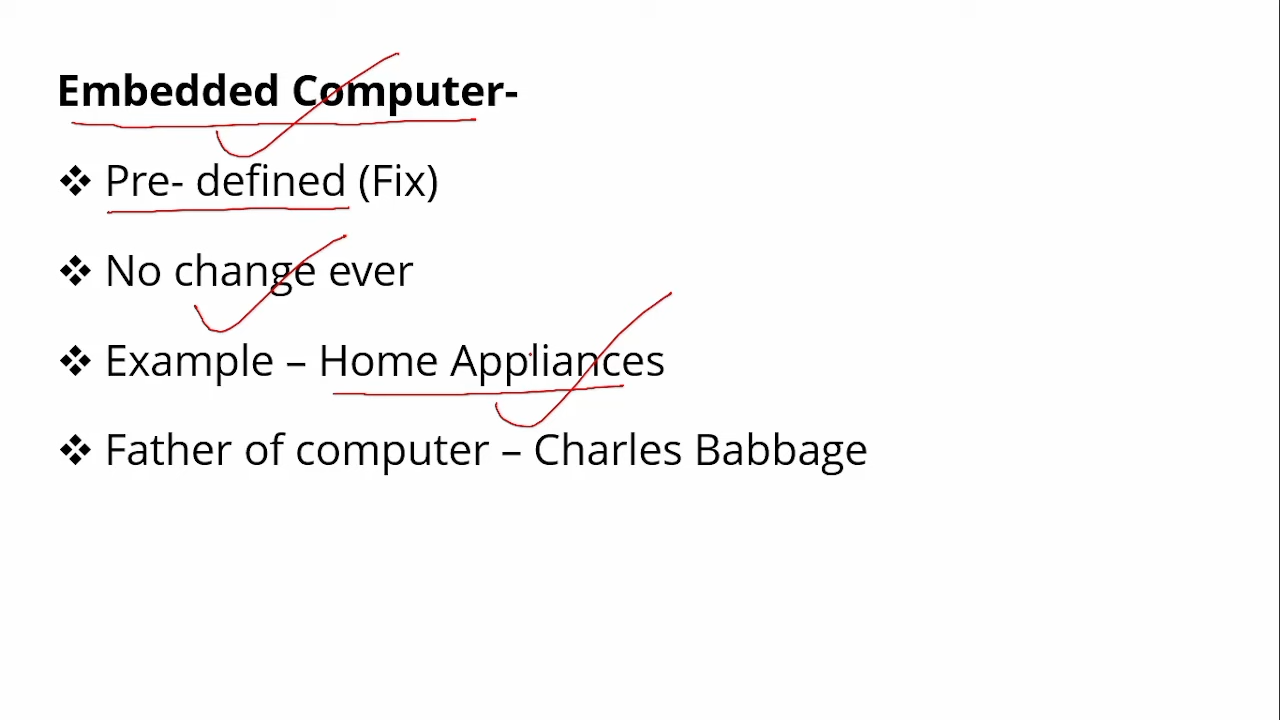 Embedded Computer-
❖ Pre- defined (Fix)
❖ No change ever
❖ Example – Home Appliances
❖ Father of computer – Charles Babbage